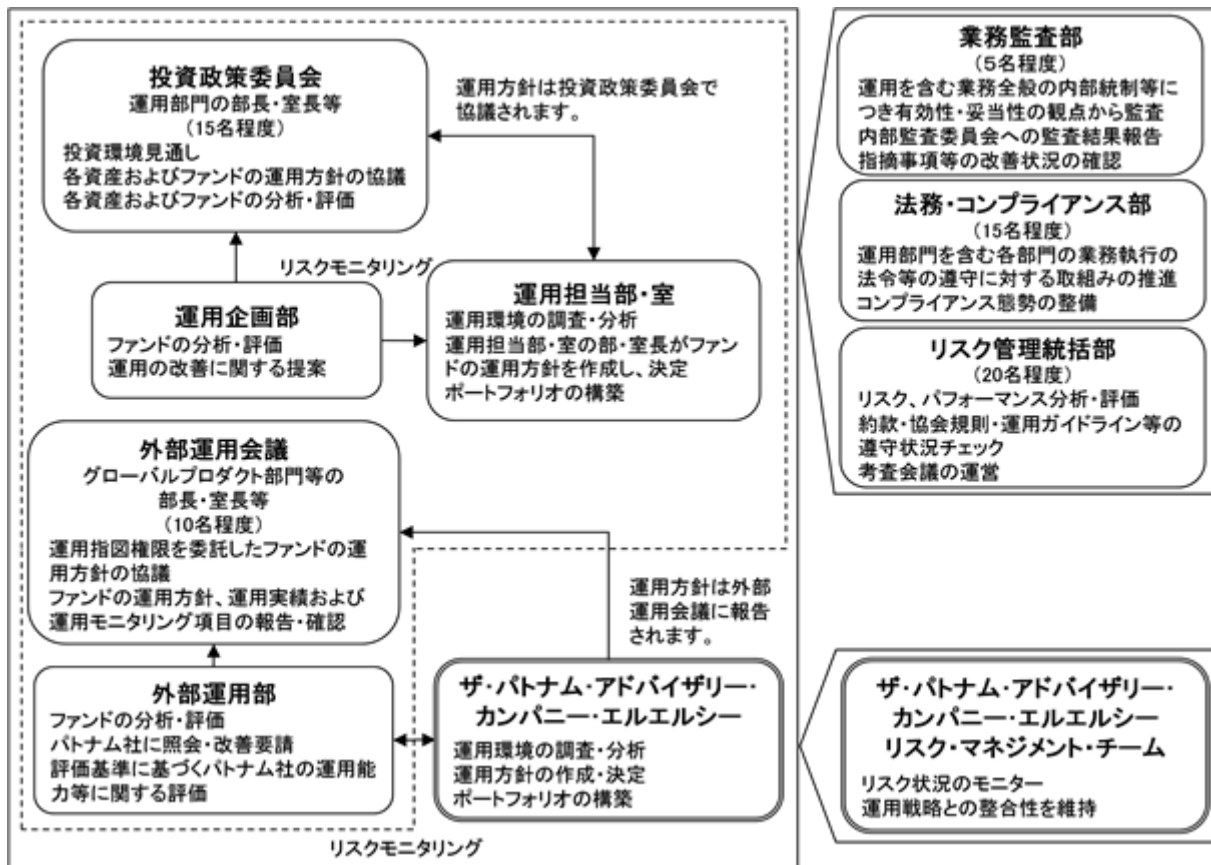 投資政策委員会
運用部門の部長・室長等
(15名程度)
投資環境見通し
各資産およびファンドの運用方針の協議
各資産およびファンドの分析・評価
運用方針は投資政策委員会で
協議されます。
リスクモニタリング
運用企画部
ファンドの分析・評価
運用の改善に関する提案
運用担当部・室
運用環境の調査・分析
運用担当部・室の部・室長がファン
ドの運用方針を作成し、決定
ポートフォリオの構築
外部運用会議
グローバルプロダクト部門等の
部長・室長等
(10名程度)
運用指図権限を委託したファンドの運
用方針の協議
ファンドの運用方針、運用実績および
運用モニタリング項目の報告・確認
運用方針は外部
運用会議に報告
されます。
外部運用部
ファンドの分析・評価
パトナム社に照会・改善要請
評価基準に基づくパトナム社の運用能
力等に関する評価
ザ・パトナム・アドバイザリー・
カンパニー・エルエルシー
運用環境の調査・分析
運用方針の作成・決定
ポートフォリオの構築
リスクモニタリング
業務監査部
(5名程度)
運用を含む業務全般の内部統制等に
つき有効性・妥当性の観点から監査
内部監査委員会への監査結果報告
指摘事項等の改善状況の確認
法務・コンプライアンス部
(15名程度)
運用部門を含む各部門の業務執行の
法令等の遵守に対する取組みの推進
コンプライアンス態勢の整備
リスク管理統括部
(20名程度)
リスク、パフォーマンス分析・評価
約款・協会規則・運用ガイドライン等の
遵守状況チェック
考査会議の運営
ザ・パトナム・アドバイザリー・
カンパニー・エルエルシー
リスク・マネジメント・チーム
リスク状況のモニター
運用戦略との整合性を維持